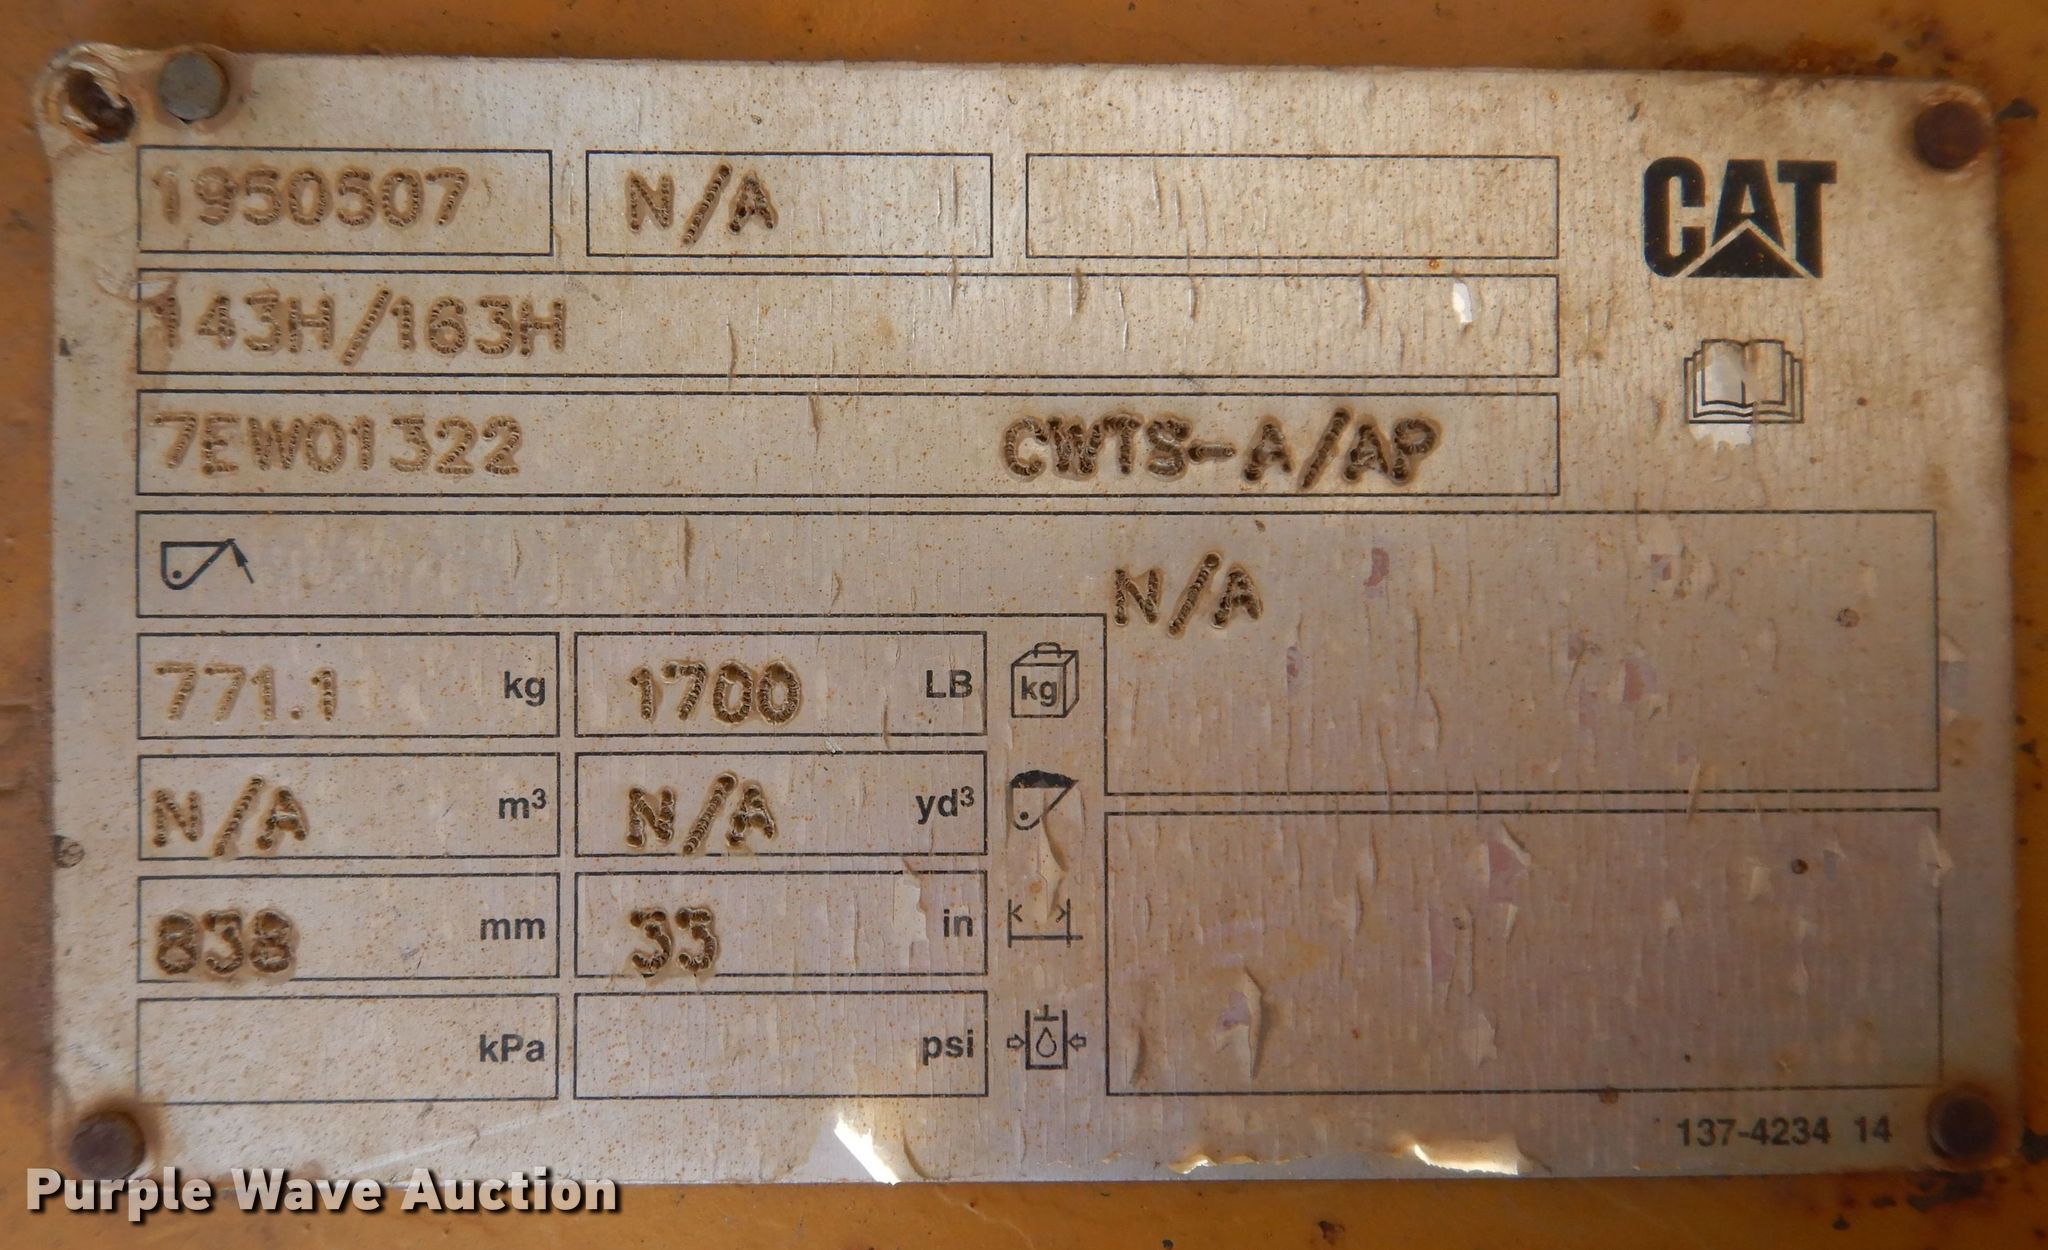 1950507 N/A
CAT
143H/163H
7EW01322 CWTS-A/AP
N/A
771.1 kg 1700 LB kg
N/A m³ N/A yd³
838 mm 33 in
kPa psi
137-4234 14
Purple Wave Auction